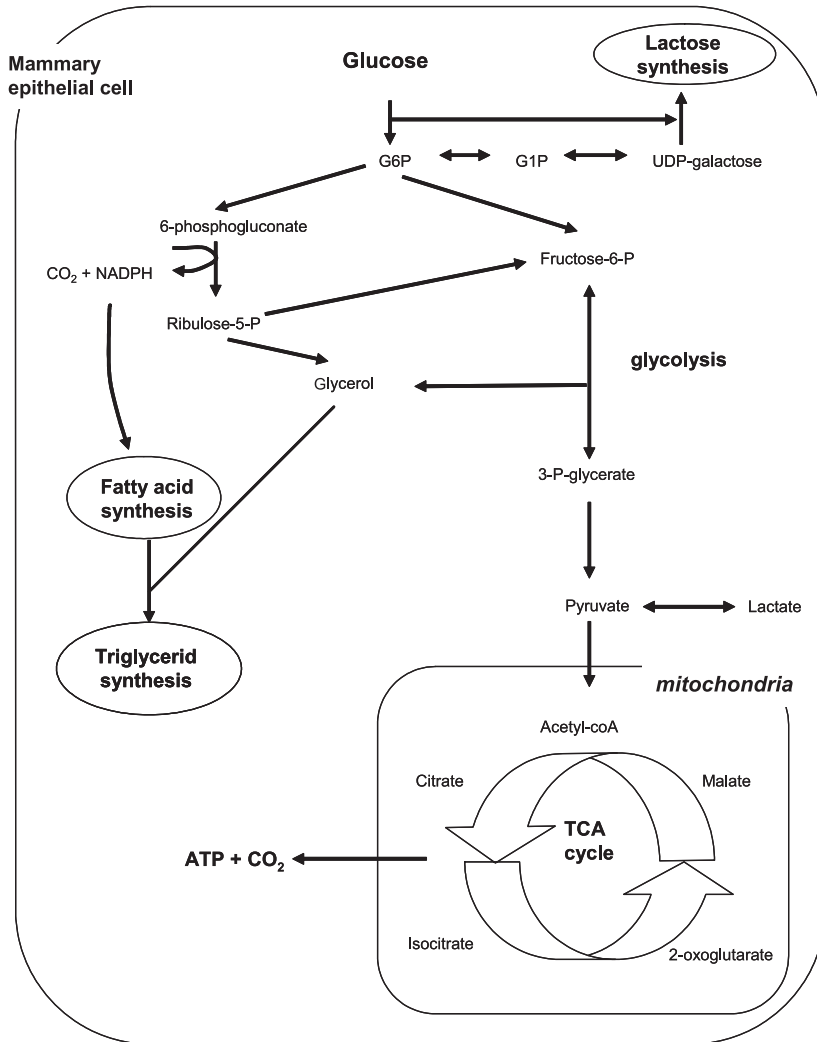 Mammary
epithelial cell
Glucose
Lactose
synthesis
G6P
G1P
UDP-galactose
6-phosphogluconate
CO₂ + NADPH
Fructose-6-P
Ribulose-5-P
Glycerol
glycolysis
3-P-glycerate
Fatty acid
synthesis
Pyruvate
Lactate
Triglycerid
synthesis
mitochondria
Acetyl-coA
Citrate
Malate
TCA
cycle
ATP + CO₂
Isocitrate
2-oxoglutarate